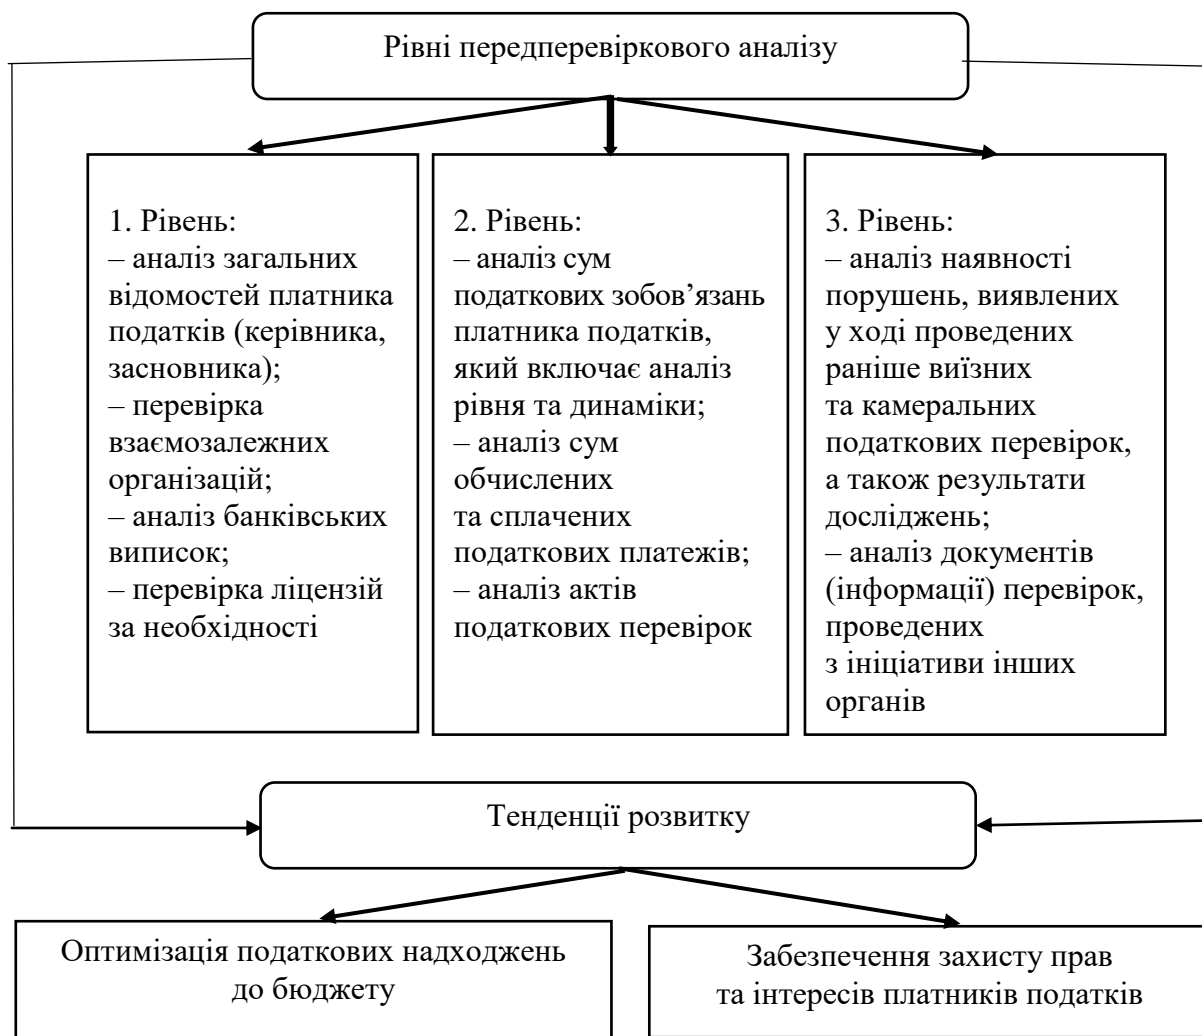 Рівні передперевіркового аналізу
1. Рівень:
– аналіз загальних
відомостей платника
податків (керівника,
засновника);
– перевірка
взаємозалежних
організацій;
– аналіз банківських
виписок;
– перевірка ліцензій
за необхідності
2. Рівень:
– аналіз сум
податкових зобов’язань
платника податків,
який включає аналіз
рівня та динаміки;
– аналіз сум
обчислених
та сплачених
податкових платежів;
– аналіз актів
податкових перевірок
3. Рівень:
– аналіз наявності
порушень, виявлених
у ході проведених
раніше виїзних
та камеральних
податкових перевірок,
а також результати
досліджень;
– аналіз документів
(інформації) перевірок,
проведених
з ініціативи інших
органів
Тенденції розвитку
Оптимізація податкових надходжень
до бюджету
Забезпечення захисту прав
та інтересів платників податків